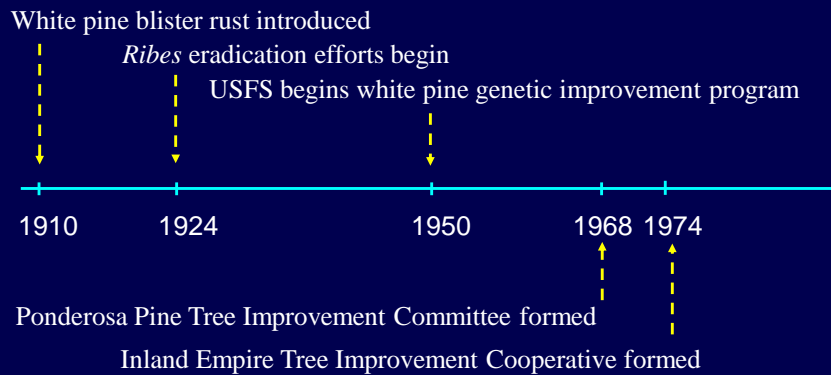 White pine blister rust introduced
Ribes eradication efforts begin
USFS begins white pine genetic improvement program
1910 1924 1950 1968 1974
Ponderosa Pine Tree Improvement Committee formed
Inland Empire Tree Improvement Cooperative formed